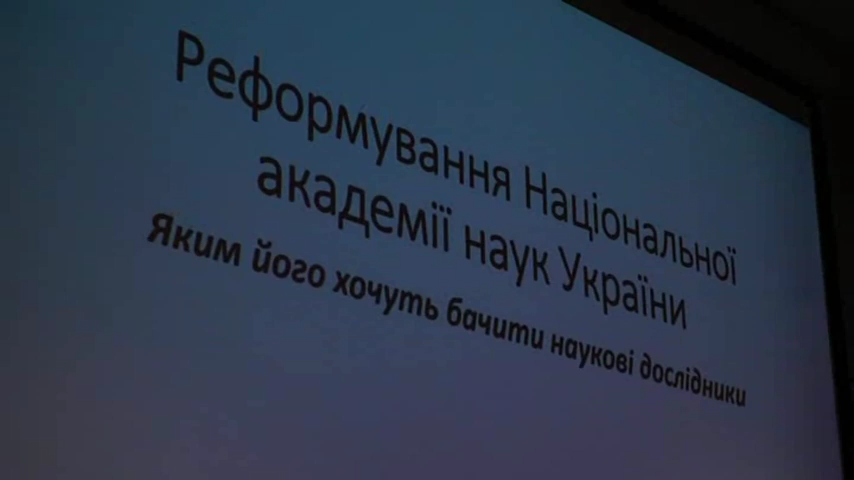 Реформування Національної
академії наук України
Яким його хочуть бачити наукові дослідники